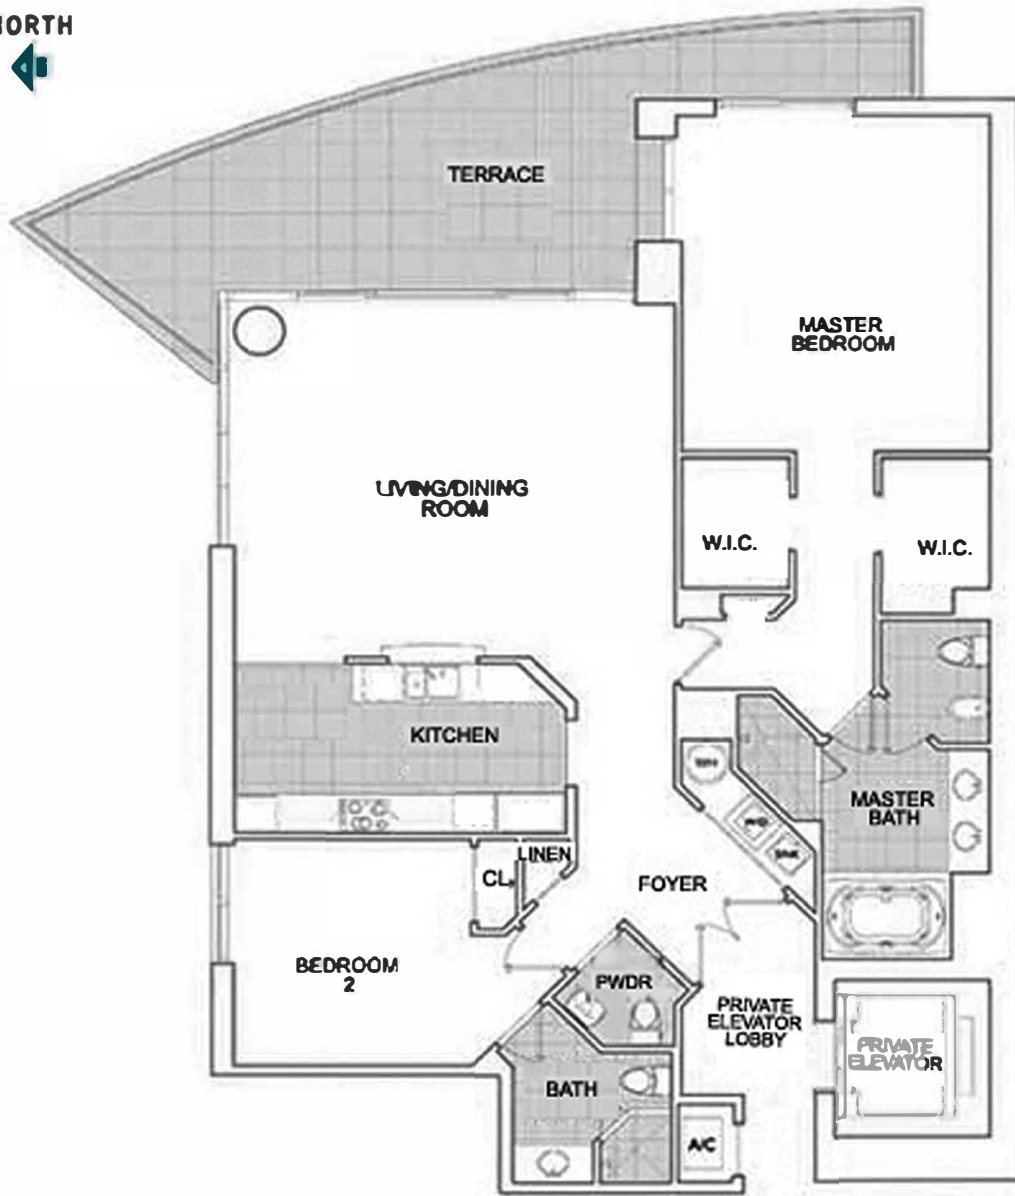 NORTH
TERRACE
MASTER
BEDROOM
LIVING/DINING
ROOM
W.I.C.
W.I.C.
KITCHEN
MASTER
BATH
W/D
SINK
LINEN
CL.
FOYER
BEDROOM
2
PWDR
PRIVATE
ELEVATOR
LOBBY
PRIVATE
ELEVATOR
BATH
A/C